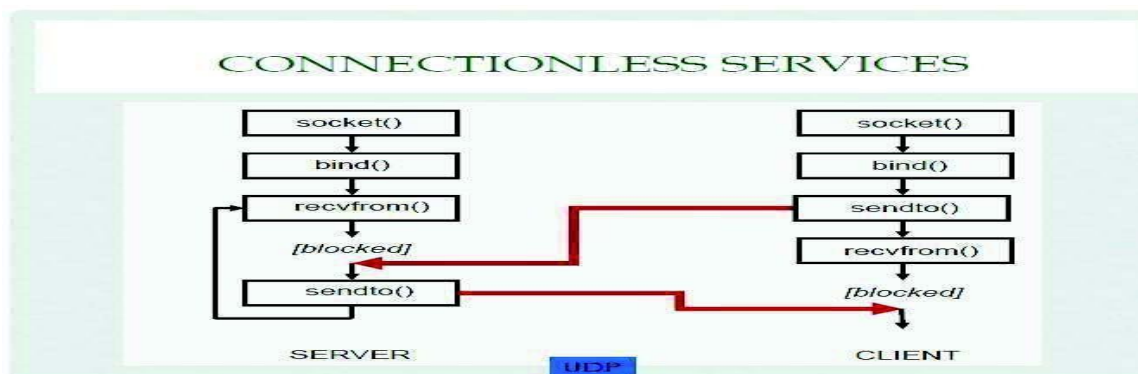 CONNECTIONLESS SERVICES
socket()
bind()
recvfrom()
[blocked]
sendto()
SERVER
socket()
bind()
sendto()
recvfrom()
[blocked]
CLIENT
UDP